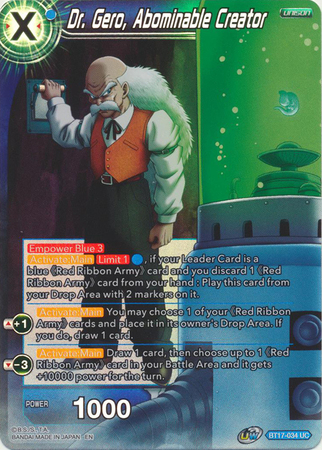 X
Dr. Gero, Abominable Creator
UNISON
Empower Blue 3
Activate:Main Limit 1 , if your Leader Card is a
blue 《Red Ribbon Army》 card and you discard 1 《Red
Ribbon Army》 card from your hand : Play this card from
your Drop Area with 2 markers on it.
+1 Activate:Main You may choose 1 of your 《Red Ribbon
Army》 cards and place it in its owner's Drop Area. If
you do, draw 1 card.
-3 Activate:Main Draw 1 card, then choose up to 1 《Red
Ribbon Army》 card in your Battle Area and it gets
+10000 power for the turn.
POWER 1000
©B.S./S., T.A.
BANDAI MADE IN JAPAN EN
BT17-034 UC